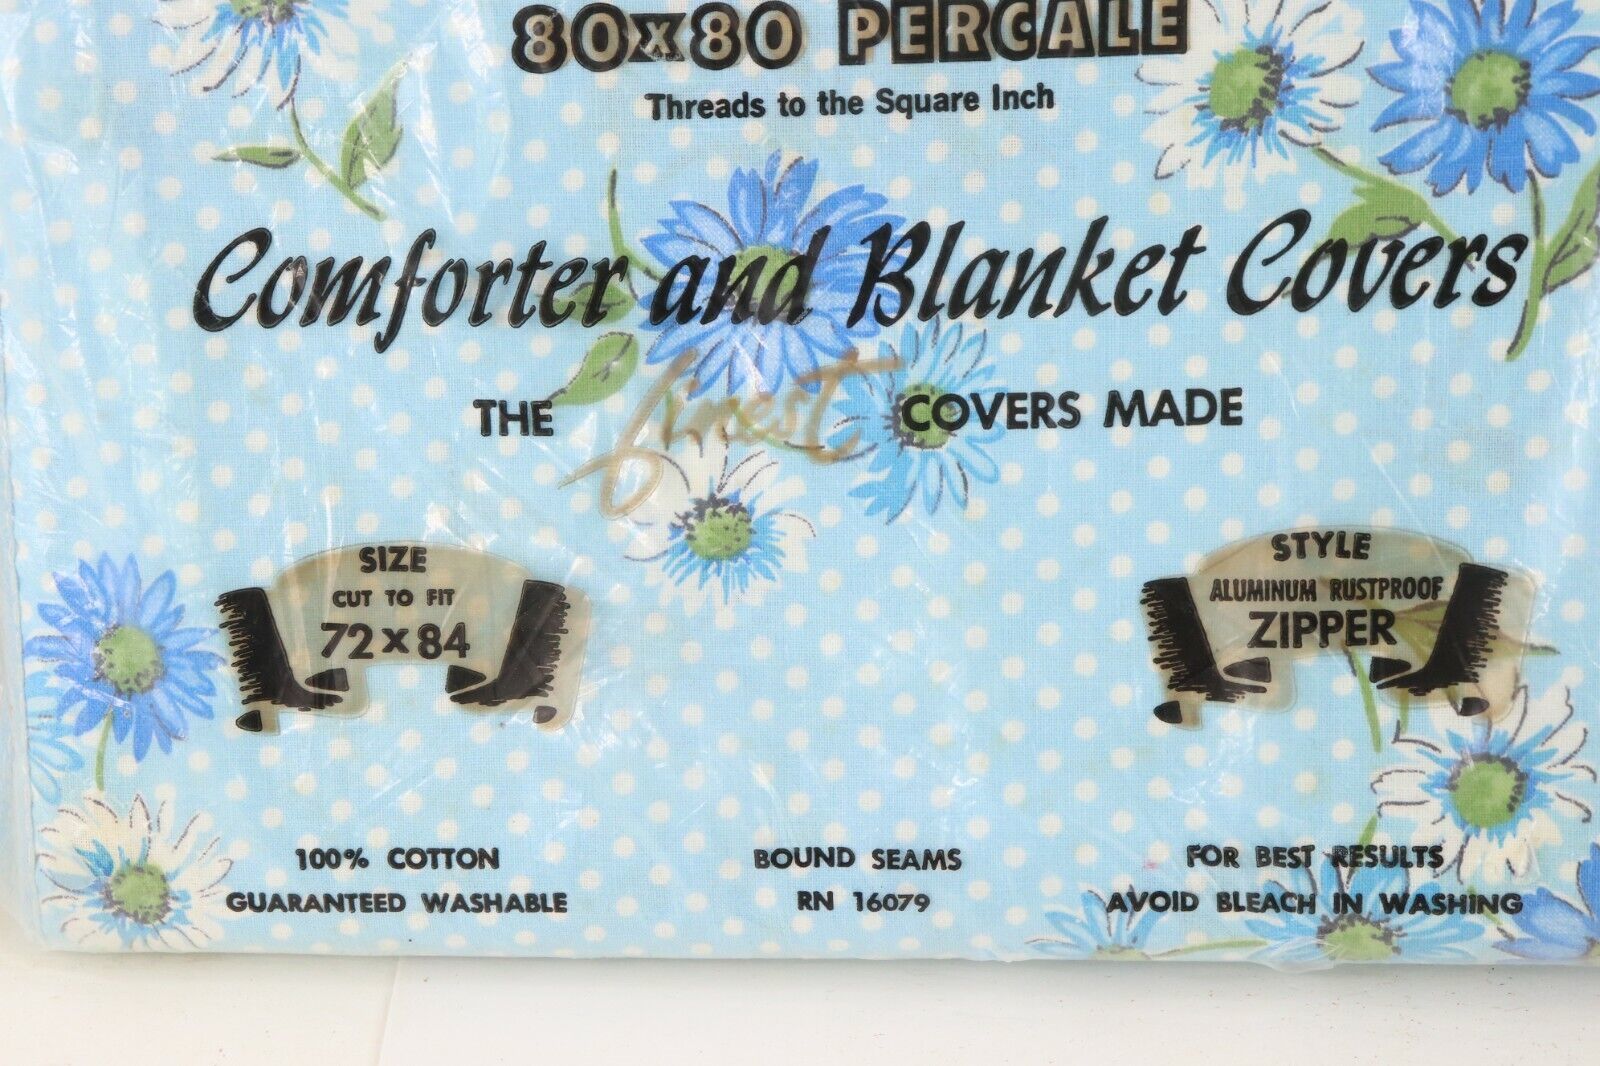 80x80 PERCALE
Threads to the Square Inch
Comforter and Blanket Covers
THE finest COVERS MADE
SIZE
CUT TO FIT
72 x 84
STYLE
ALUMINUM RUSTPROOF
ZIPPER
100% COTTON
GUARANTEED WASHABLE
BOUND SEAMS
RN 16079
FOR BEST RESULTS
AVOID BLEACH IN WASHING